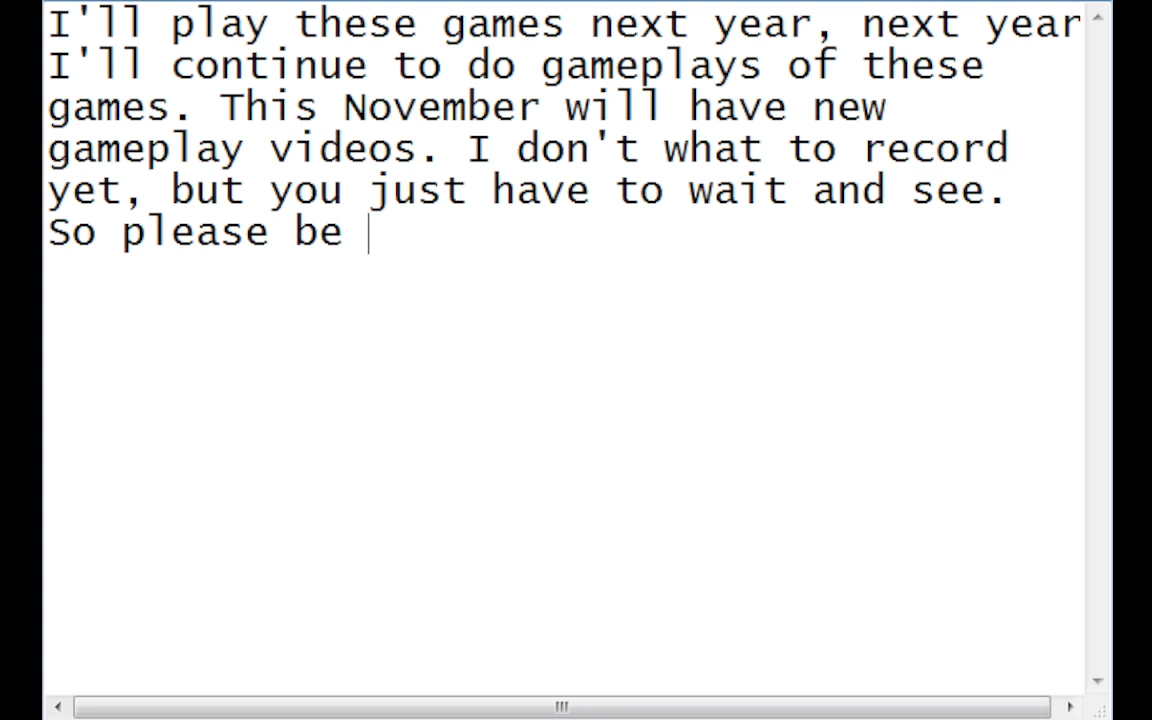 I'll play these games next year, next year
I'll continue to do gameplays of these
games. This November will have new
gameplay videos. I don't what to record
yet, but you just have to wait and see.
So please be